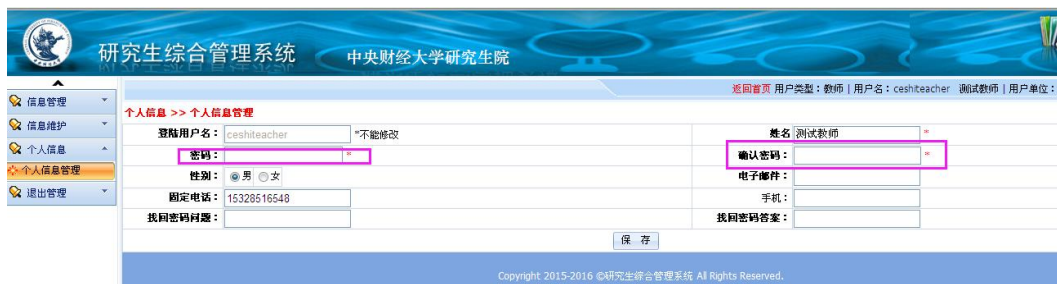 研究生综合管理系统 中央财经大学研究生院
返回首页 用户类型：教师 | 用户名：ceshiteacher 测试教师 | 用户单位：
信息管理
信息维护
个人信息
个人信息管理
退出管理
个人信息 >> 个人信息管理
登陆用户名： ceshiteacher *不能修改 姓名 测试教师 *
密码： * 确认密码： *
性别： 男 女 电子邮件：
固定电话： 15328516548 手机：
找回密码问题： 找回密码答案：
保 存
Copyright 2015-2016 ©研究生综合管理系统 All Rights Reserved.